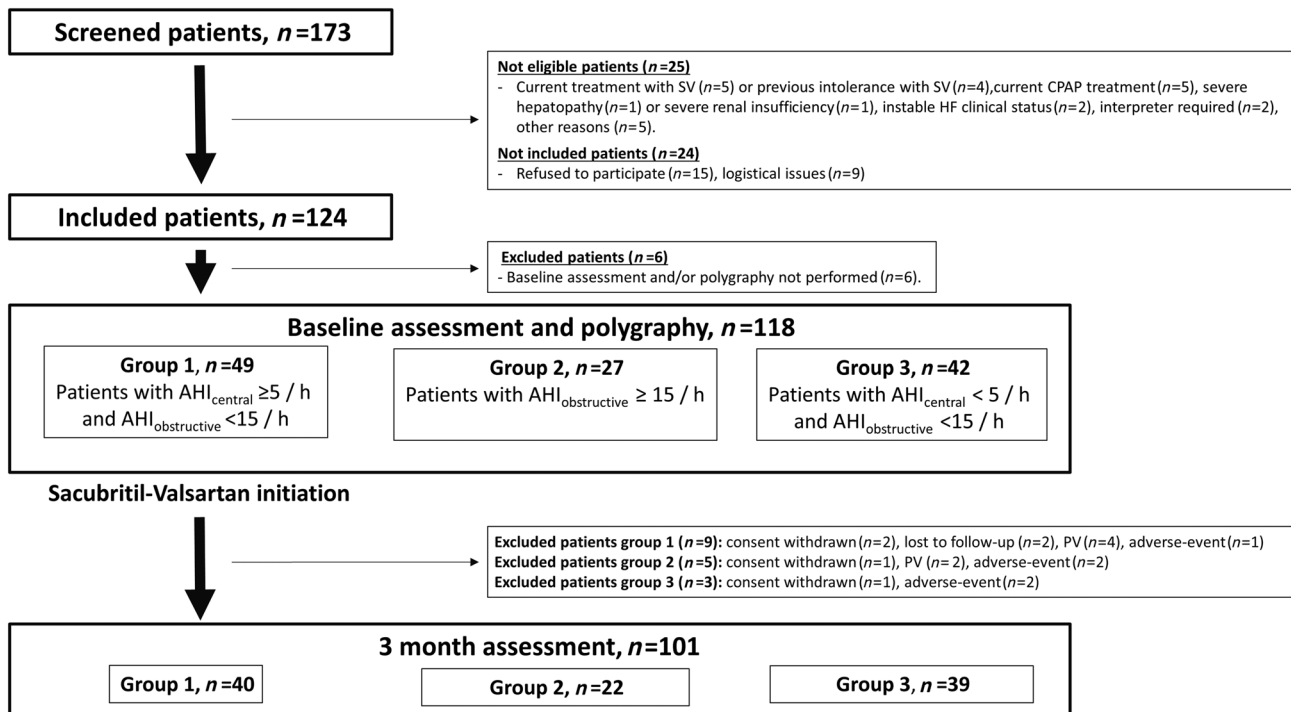 Screened patients, n=173
Not eligible patients (n=25)
- Current treatment with SV (n=5) or previous intolerance with SV (n=4),current CPAP treatment (n=5), severe
hepatopathy (n=1) or severe renal insufficiency (n=1), instable HF clinical status (n=2), interpreter required (n=2),
other reasons (n=5).
Not included patients (n=24)
- Refused to participate (n=15), logistical issues (n=9)
Included patients, n=124
Excluded patients (n=6)
- Baseline assessment and/or polygraphy not performed (n=6).
Baseline assessment and polygraphy, n=118
Group 1, n=49
Patients with AHIcentral ≥5 / h
and AHIobstructive <15 / h
Group 2, n=27
Patients with AHIobstructive ≥ 15 / h
Group 3, n=42
Patients with AHIcentral < 5 / h
and AHIobstructive <15 / h
Sacubritil-Valsartan initiation
Excluded patients group 1 (n=9): consent withdrawn (n=2), lost to follow-up (n=2), PV (n=4), adverse-event (n=1)
Excluded patients group 2 (n=5): consent withdrawn (n=1), PV (n= 2), adverse-event (n=2)
Excluded patients group 3 (n=3): consent withdrawn (n=1), adverse-event (n=2)
3 month assessment, n=101
Group 1, n=40
Group 2, n=22
Group 3, n=39